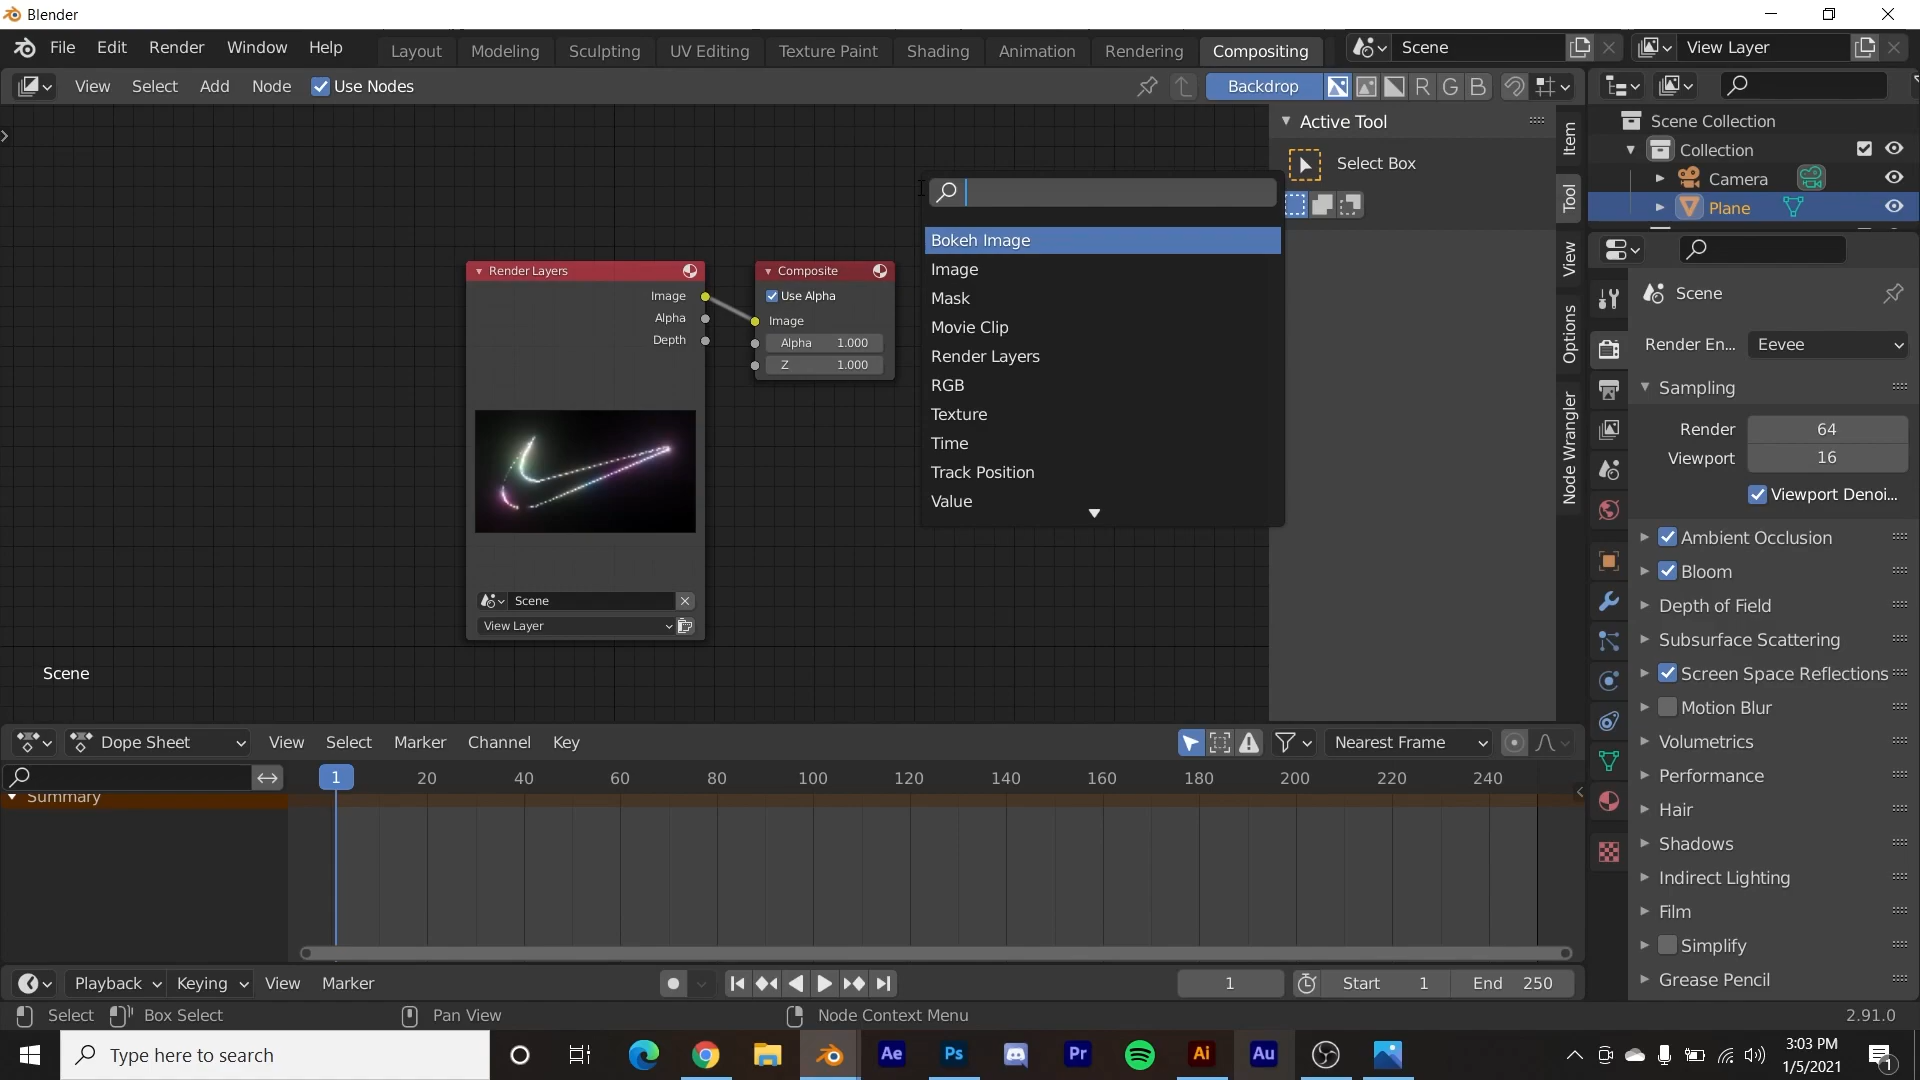 Blender
File Edit Render Window Help Layout Modeling Sculpting UV Editing Texture Paint Shading Animation Rendering Compositing Scene View Layer
View Select Add Node Use Nodes Backdrop R G B
Active Tool
Select Box
Item
Tool
View
Options
Node Wrangler
Bokeh Image
Image
Mask
Movie Clip
Render Layers
RGB
Texture
Time
Track Position
Value
Render Layers
Image
Alpha
Depth
Scene
View Layer
Composite
Use Alpha
Image
Alpha 1.000
Z 1.000
Scene
Scene Collection
Collection
Camera
Plane
Scene
Render En... Eevee
Sampling
Render 64
Viewport 16
Viewport Denoi...
Ambient Occlusion
Bloom
Depth of Field
Subsurface Scattering
Screen Space Reflections
Motion Blur
Volumetrics
Performance
Hair
Shadows
Indirect Lighting
Film
Simplify
Grease Pencil
Dope Sheet View Select Marker Channel Key Nearest Frame
1 20 40 60 80 100 120 140 160 180 200 220 240
Summary
Playback Keying View Marker 1 Start 1 End 250
Select Box Select Pan View Node Context Menu 2.91.0
Type here to search Ae Ps Pr Ai Au 3:03 PM
1/5/2021
1